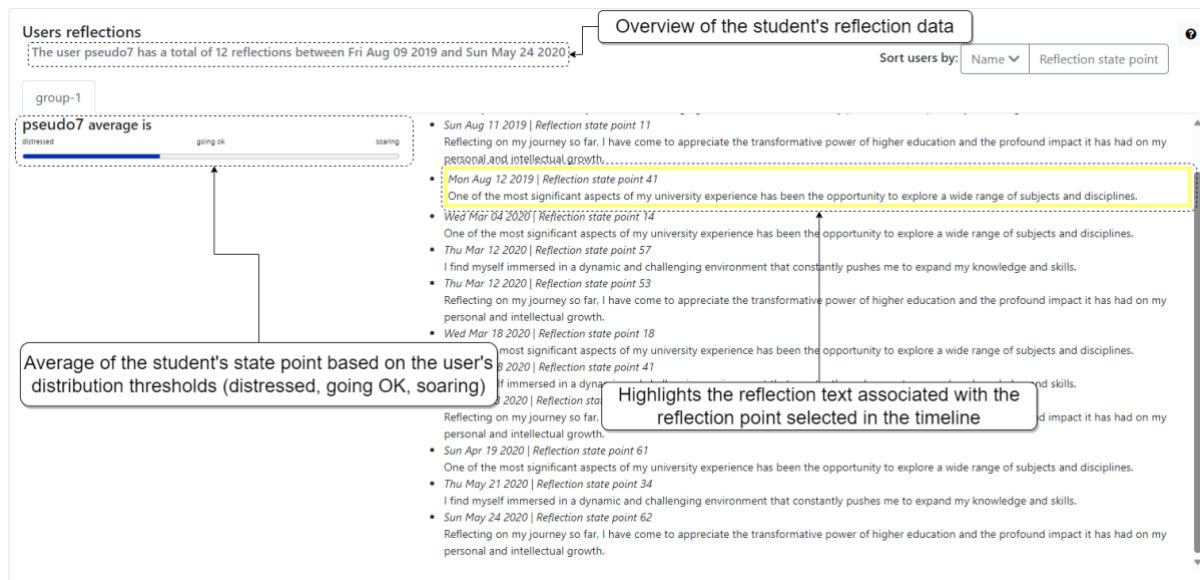 Users reflections
The user pseudo7 has a total of 12 reflections between Fri Aug 09 2019 and Sun May 24 2020
Overview of the student's reflection data
Sort users by:
Name
Reflection state point
group-1
pseudo7 average is
distressed
going ok
soaring
Sun Aug 11 2019 | Reflection state point 11
Reflecting on my journey so far, I have come to appreciate the transformative power of higher education and the profound impact it has had on my
personal and intellectual growth.
Mon Aug 12 2019 | Reflection state point 41
One of the most significant aspects of my university experience has been the opportunity to explore a wide range of subjects and disciplines.
Wed Mar 04 2020 | Reflection state point 14
One of the most significant aspects of my university experience has been the opportunity to explore a wide range of subjects and disciplines.
Thu Mar 12 2020 | Reflection state point 57
I find myself immersed in a dynamic and challenging environment that constantly pushes me to expand my knowledge and skills.
Thu Mar 12 2020 | Reflection state point 53
Reflecting on my journey so far, I have come to appreciate the transformative power of higher education and the profound impact it has had on my
personal and intellectual growth.
Wed Mar 18 2020 | Reflection state point 18
most significant aspects of my university experience has been the opportunity to explore a wide range of subjects and disciplines.
2020 | Reflection state point 41
immersed in a
skills.
2020 | Reflection
Reflecting on my journey so far,
impact it has had on my
personal and intellectual growth.
Sun Apr 19 2020 | Reflection state point 61
One of the most significant aspects of my university experience has been the opportunity to explore a wide range of subjects and disciplines.
Thu May 21 2020 | Reflection state point 34
I find myself immersed in a dynamic and challenging environment that constantly pushes me to expand my knowledge and skills.
Sun May 24 2020 | Reflection state point 62
Reflecting on my journey so far, I have come to appreciate the transformative power of higher education and the profound impact it has had on my
personal and intellectual growth.
Average of the student's state point based on the user's
distribution thresholds (distressed, going OK, soaring)
Highlights the reflection text associated with the
reflection point selected in the timeline